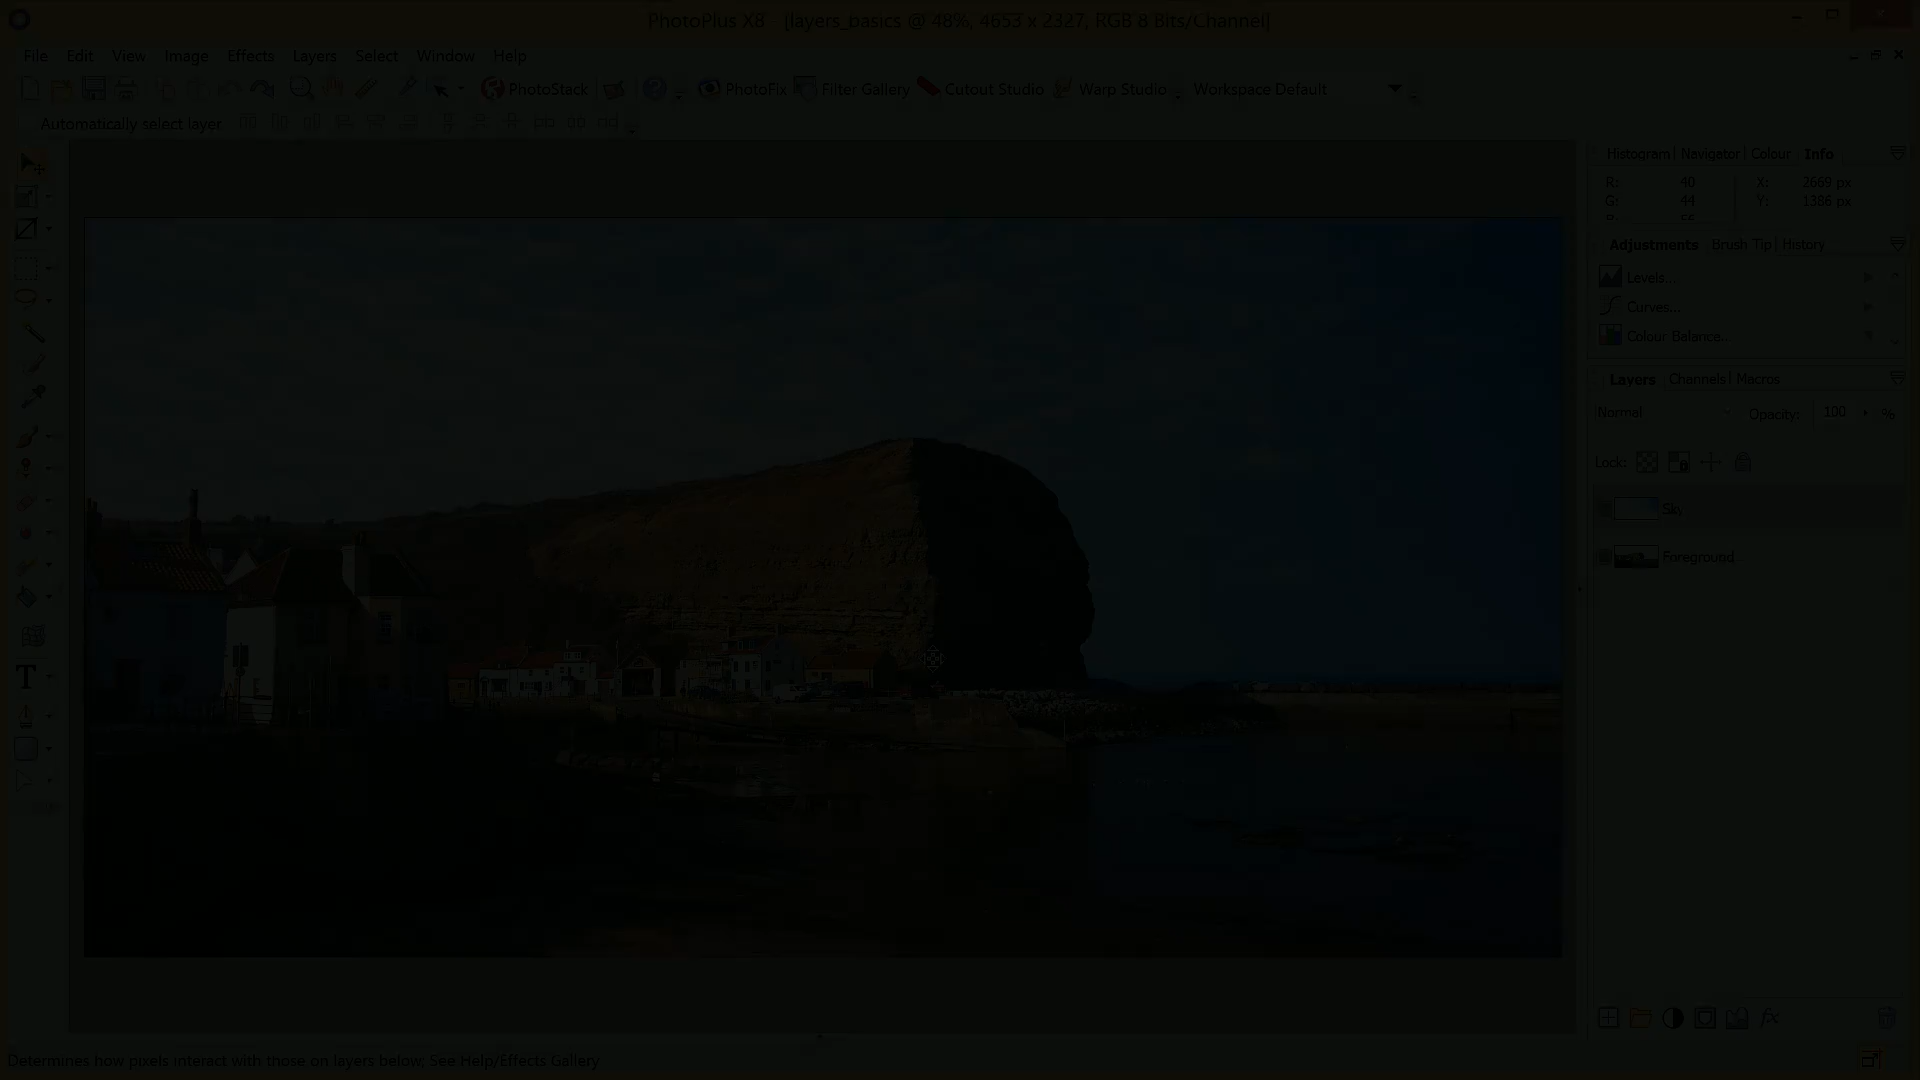 PhotoPlus X8 - [layers_basics @ 48%, 4653 x 2327, RGB 8 Bits/Channel]
File Edit View Image Effects Layers Select Window Help
PhotoStack PhotoFix Filter Gallery Cutout Studio Warp Studio Workspace Default
Automatically select layer
Histogram Navigator Colour Info
R: 40 X: 2669 px
G: 44 Y: 1386 px
Adjustments Brush Tip History
Levels...
Curves...
Colour Balance...
Layers Channels Macros
Normal Opacity: 100 %
Lock:
Sky
Foreground
T
fx
Determines how pixels interact with those on layers below; See Help/Effects Gallery